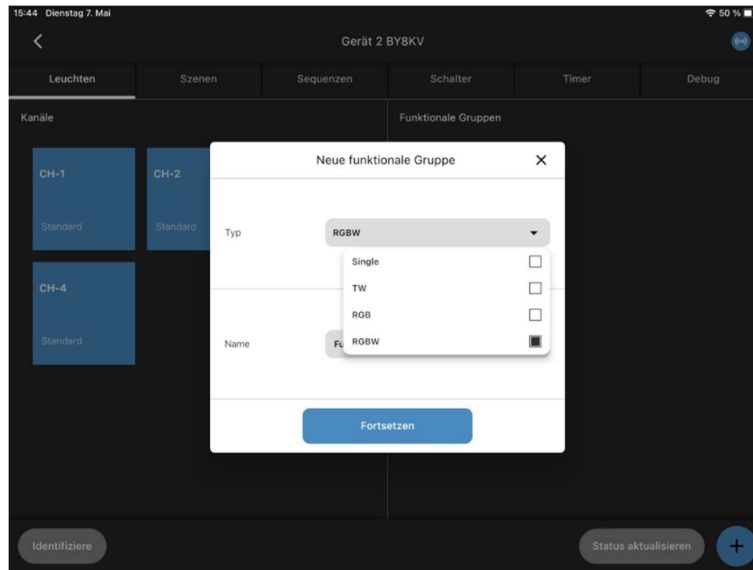 15:44 Dienstag 7. Mai
50 %
Gerät 2 BY8KV
Leuchten Szenen Sequenzen Schalter Timer Debug
Kanäle
Funktionale Gruppen
Neue funktionale Gruppe
CH-1
CH-2
Standard
Standard
Typ
RGBW
Single
TW
RGB
RGBW
CH-4
Standard
Name
Fu
Fortsetzen
Identifiziere
Status aktualisieren